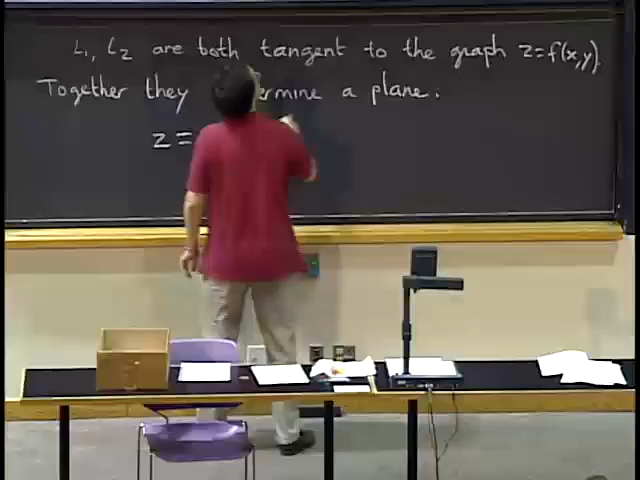 L₁, L₂ are both tangent to the graph z=f(x,y).
Together they ermine a plane:
z=